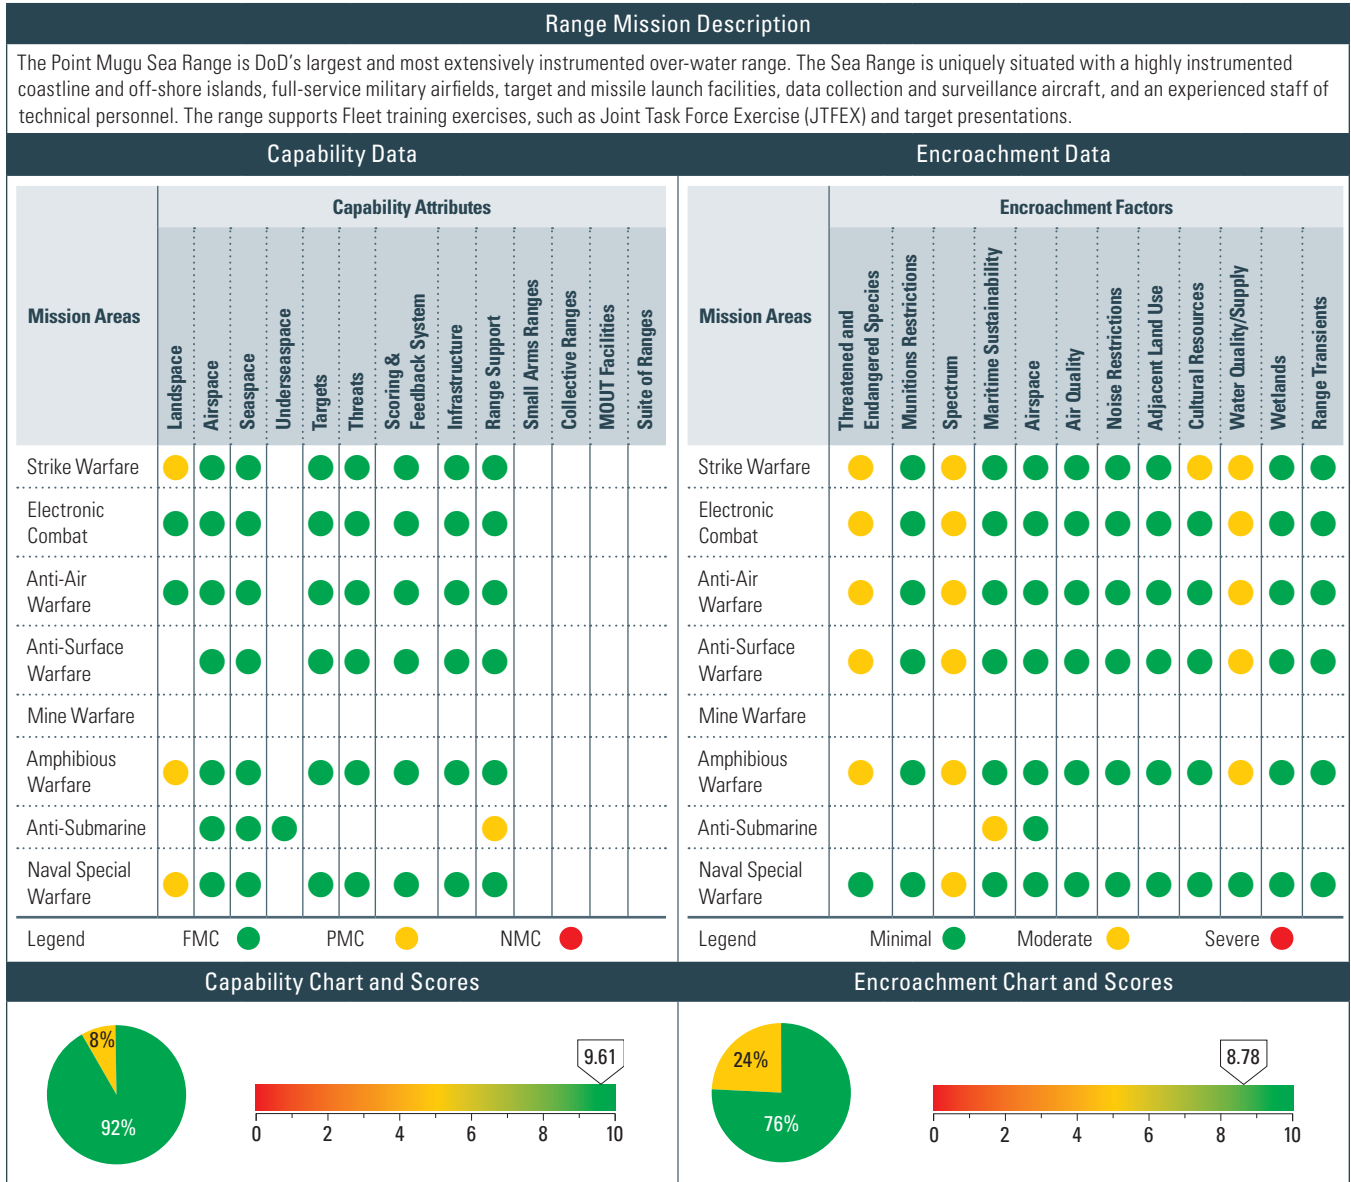 Range Mission Description
The Point Mugu Sea Range is DoD's largest and most extensively instrumented over-water range. The Sea Range is uniquely situated with a highly instrumented
coastline and off-shore islands, full-service military airfields, target and missile launch facilities, data collection and surveillance aircraft, and an experienced staff of
technical personnel. The range supports Fleet training exercises, such as Joint Task Force Exercise (JTFEX) and target presentations.
Capability Data
Mission Areas
Capability Attributes
Landspace
Airspace
Seaspace
Underseaspace
Targets
Threats
Scoring &
Feedback System
Infrastructure
Range Support
Small Arms Ranges
Collective Ranges
MOUT Facilities
Suite of Ranges
Strike Warfare
Electronic
Combat
Anti-Air
Warfare
Anti-Surface
Warfare
Mine Warfare
Amphibious
Warfare
Anti-Submarine
Naval Special
Warfare
Legend FMC PMC NMC
Encroachment Data
Mission Areas
Encroachment Factors
Threatened and
Endangered Species
Munitions Restrictions
Spectrum
Maritime Sustainability
Airspace
Air Quality
Noise Restrictions
Adjacent Land Use
Cultural Resources
Water Quality/Supply
Wetlands
Range Transients
Strike Warfare
Electronic
Combat
Anti-Air
Warfare
Anti-Surface
Warfare
Mine Warfare
Amphibious
Warfare
Anti-Submarine
Naval Special
Warfare
Legend Minimal Moderate Severe
Capability Chart and Scores
8%
92%
9.61
0 2 4 6 8 10
Encroachment Chart and Scores
24%
76%
8.78
0 2 4 6 8 10